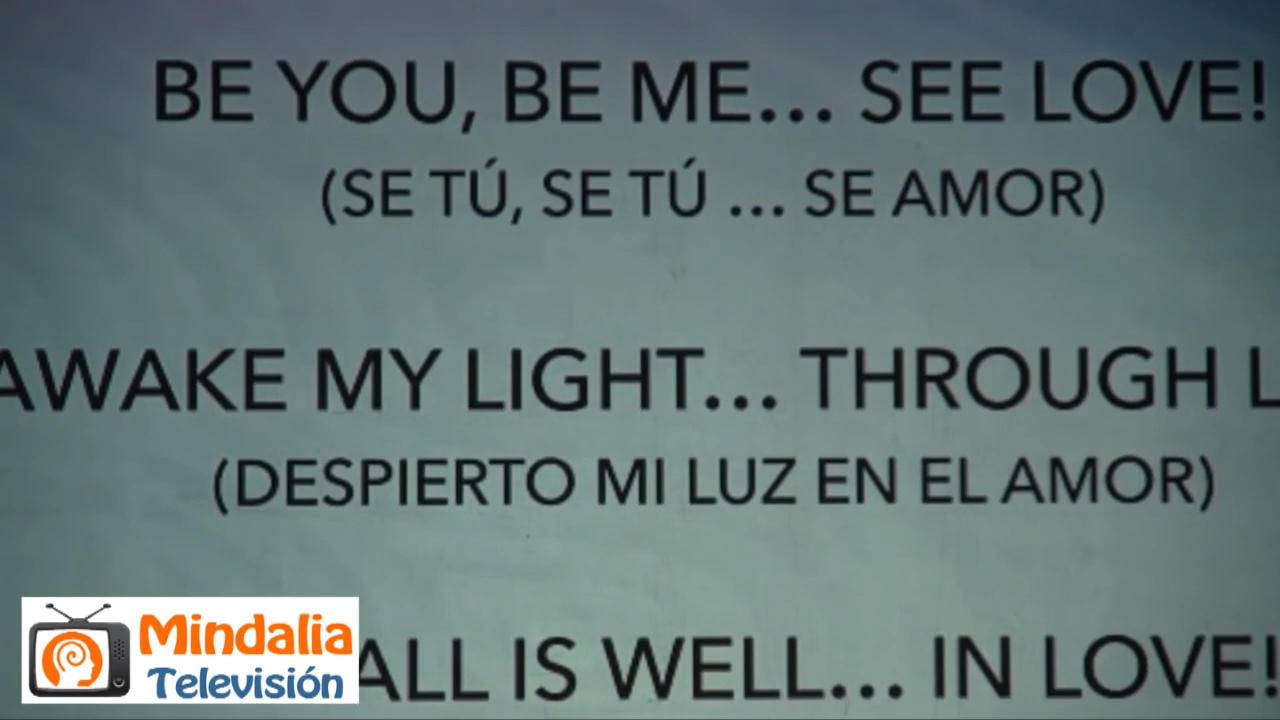 BE YOU, BE ME... SEE LOVE!
(SE TÚ, SE TÚ ... SE AMOR)
AWAKE MY LIGHT... THROUGH L
(DESPIERTO MI LUZ EN EL AMOR)
ALL IS WELL... IN LOVE!
Mindalia
Televisión